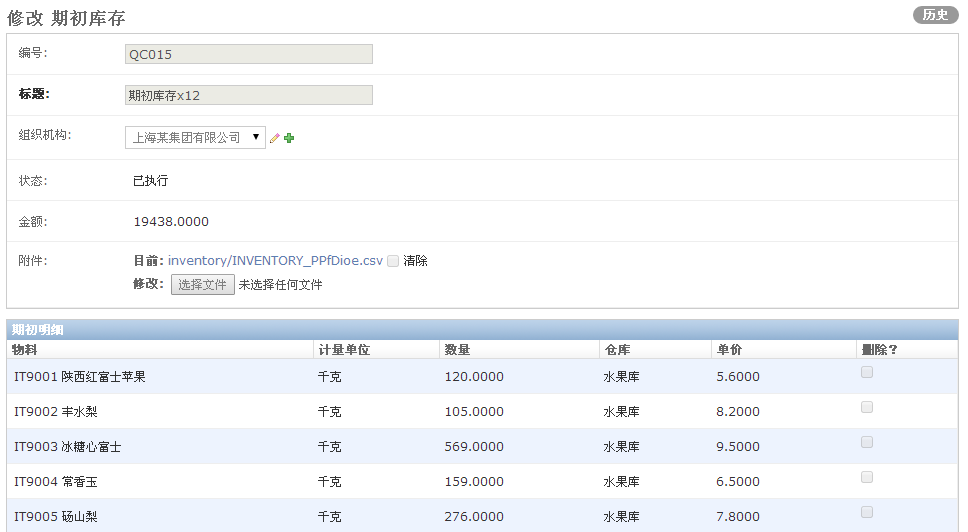 修改 期初库存
历史
编号: QC015
标题: 期初库存x12
组织机构: 上海某集团有限公司
状态: 已执行
金额: 19438.0000
附件: 目前: inventory/INVENTORY_PPfDioe.csv 清除
修改: 选择文件 未选择任何文件
期初明细
物料 计量单位 数量 仓库 单价 删除?
IT9001 陕西红富士苹果 千克 120.0000 水果库 5.6000
IT9002 丰水梨 千克 105.0000 水果库 8.2000
IT9003 冰糖心富士 千克 569.0000 水果库 9.5000
IT9004 常香玉 千克 159.0000 水果库 6.5000
IT9005 砀山梨 千克 276.0000 水果库 7.8000